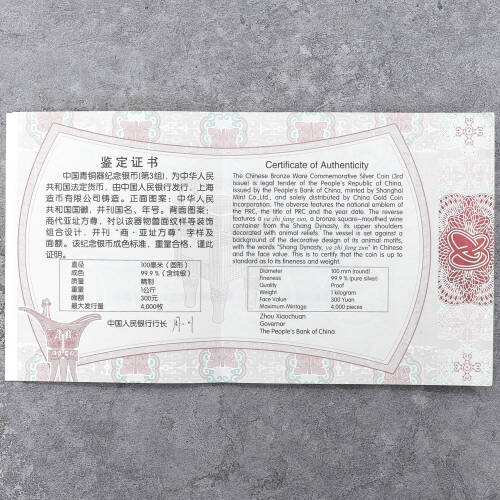 鉴定证书
中国青铜器纪念银币(第3组),为中华人民
共和国法定货币,由中国人民银行发行,上海
造币有限公司铸造。正面图案:中华人民
共和国国徽,并刊国名、年号。背面图案:
商代亚址方尊,衬以该器物兽面纹样等装饰
组合设计,并刊“商·亚址方尊”字样及
面额。该纪念银币成色标准,重量合格,谨此
证明。
直径 100毫米(圆形)
成色 99.9%(含纯银)
质量 精制
重量 1公斤
面额 300元
最大发行量 4,000枚
中国人民银行行长
Certificate of Authenticity
The Chinese Bronze Ware Commemorative Silver Coin (3rd
Issue) is legal tender of the People's Republic of China,
issued by the People's Bank of China, minted by Shanghai
Mint Co.,Ltd., and solely distributed by China Gold Coin
Incorporation. The obverse features the national emblem of
the PRC, the title of PRC and the year date. The reverse
features a ya zhi fang zun, a bronze square-mouthed wine
container from the Shang Dynasty, its upper shoulders
decorated with animal reliefs. The vessel is set against a
background of the decorative design of its animal motifs,
with the words "Shang Dynasty, ya zhi fang zun" in Chinese
and the face value. This is to certify that the coin is up to
standard as to its fineness and weight.
Diameter 100 mm (round)
Fineness 99.9% (pure silver)
Quality Proof
Weight 1 kilogram
Face Value 300 Yuan
Maximum Mintage 4,000 pieces
Zhou Xiaochuan
Governor
The People's Bank of China